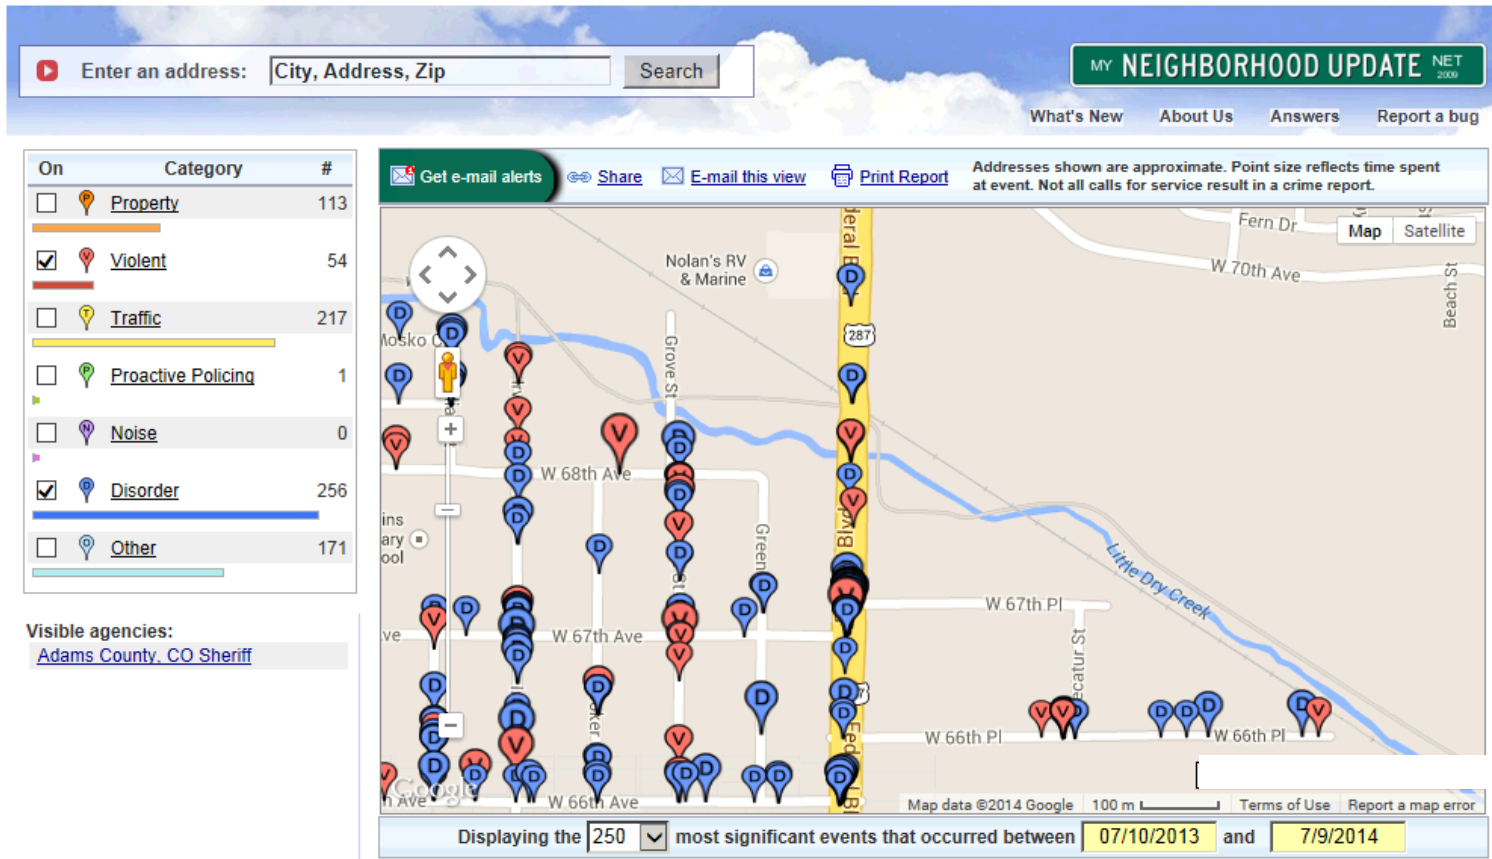 Enter an address: City, Address, Zip Search
MY NEIGHBORHOOD UPDATE NET 2009
What's New About Us Answers Report a bug
On Category #
Property 113
Violent 54
Traffic 217
Proactive Policing 1
Noise 0
Disorder 256
Other 171
Visible agencies:
Adams County, CO Sheriff
Get e-mail alerts Share E-mail this view Print Report
Addresses shown are approximate. Point size reflects time spent
at event. Not all calls for service result in a crime report.
Map Satellite
Fern Dr
W 70th Ave
Beach St
Nolan's RV
& Marine
287
Mosko
Grove St
W 68th Ave
Green
Blvd
Little Dry Creek
W 67th Pl
W 67th Ave
ecatur St
W 66th Pl
W 66th Pl
W 66th Ave
Google
Map data ©2014 Google 100 m Terms of Use Report a map error
Displaying the 250 most significant events that occurred between 07/10/2013 and 7/9/2014